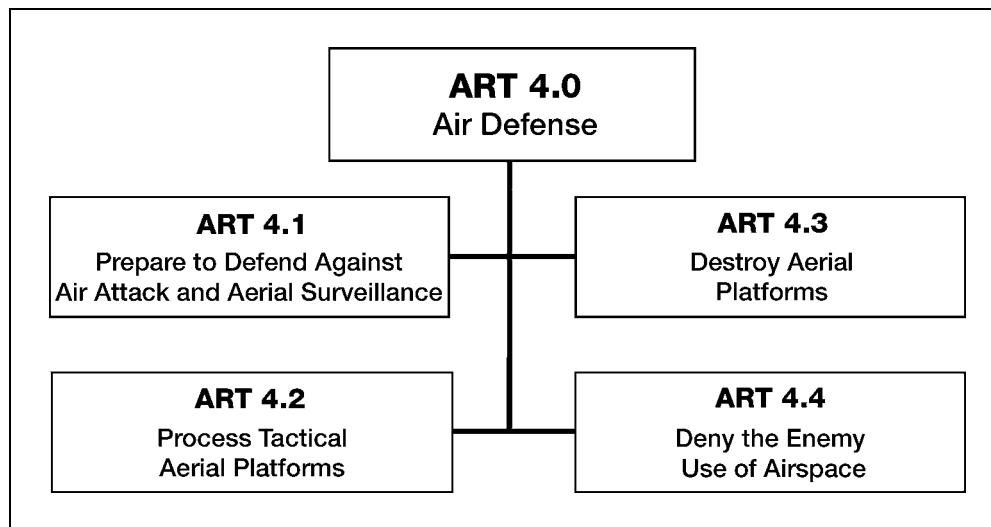 ART 4.0
Air Defense
ART 4.1
Prepare to Defend Against
Air Attack and Aerial Surveillance
ART 4.2
Process Tactical
Aerial Platforms
ART 4.3
Destroy Aerial
Platforms
ART 4.4
Deny the Enemy
Use of Airspace